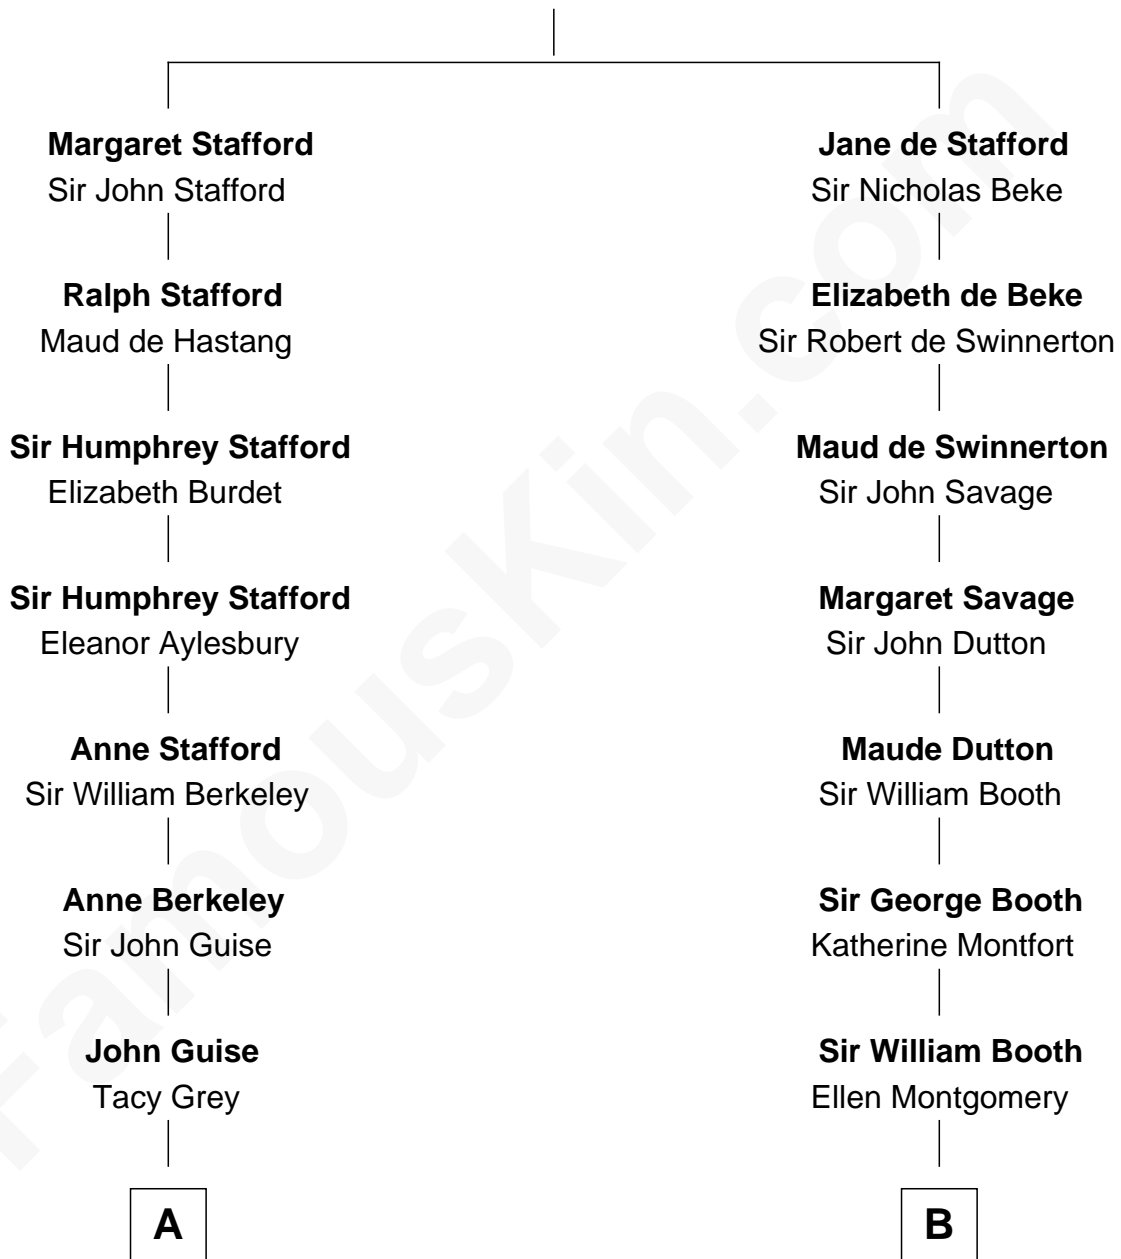 Margaret Stafford
Sir John Stafford
Ralph Stafford
Maud de Hastang
Sir Humphrey Stafford
Elizabeth Burdet
Sir Humphrey Stafford
Eleanor Aylesbury
Anne Stafford
Sir William Berkeley
Anne Berkeley
Sir John Guise
John Guise
Tacy Grey
A
Jane de Stafford
Sir Nicholas Beke
Elizabeth de Beke
Sir Robert de Swinnerton
Maud de Swinnerton
Sir John Savage
Margaret Savage
Sir John Dutton
Maude Dutton
Sir William Booth
Sir George Booth
Katherine Montfort
Sir William Booth
Ellen Montgomery
B
FamousKin.com